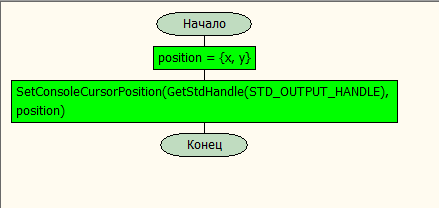 Начало
position = {x, y}
SetConsoleCursorPosition(GetStdHandle(STD_OUTPUT_HANDLE),
position)
Конец